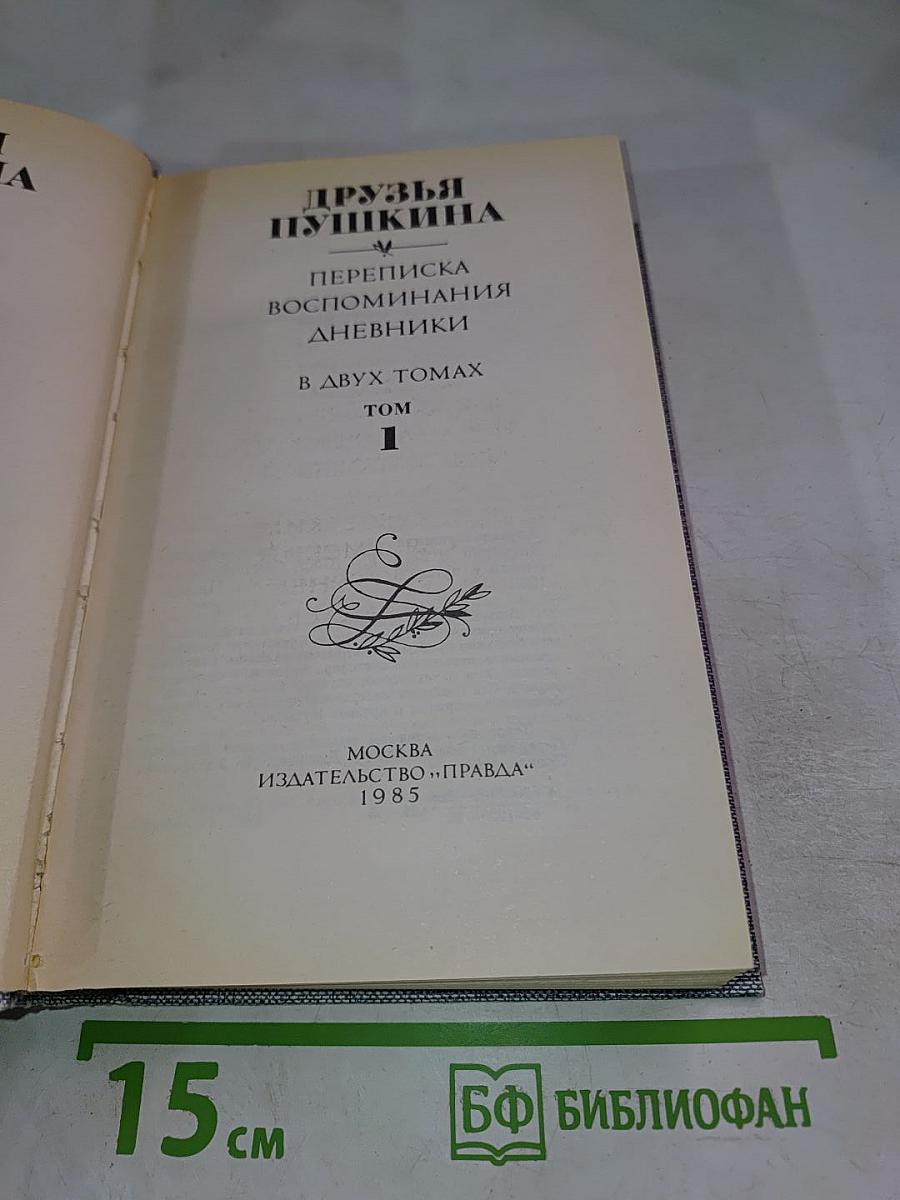 ДРУЗЬЯ
ПУШКИНА
ПЕРЕПИСКА
ВОСПОМИНАНИЯ
ДНЕВНИКИ
В ДВУХ ТОМАХ
ТОМ
1
МОСКВА
ИЗДАТЕЛЬСТВО „ПРАВДА“
1985
15 см
БФ БИБЛИОФАН